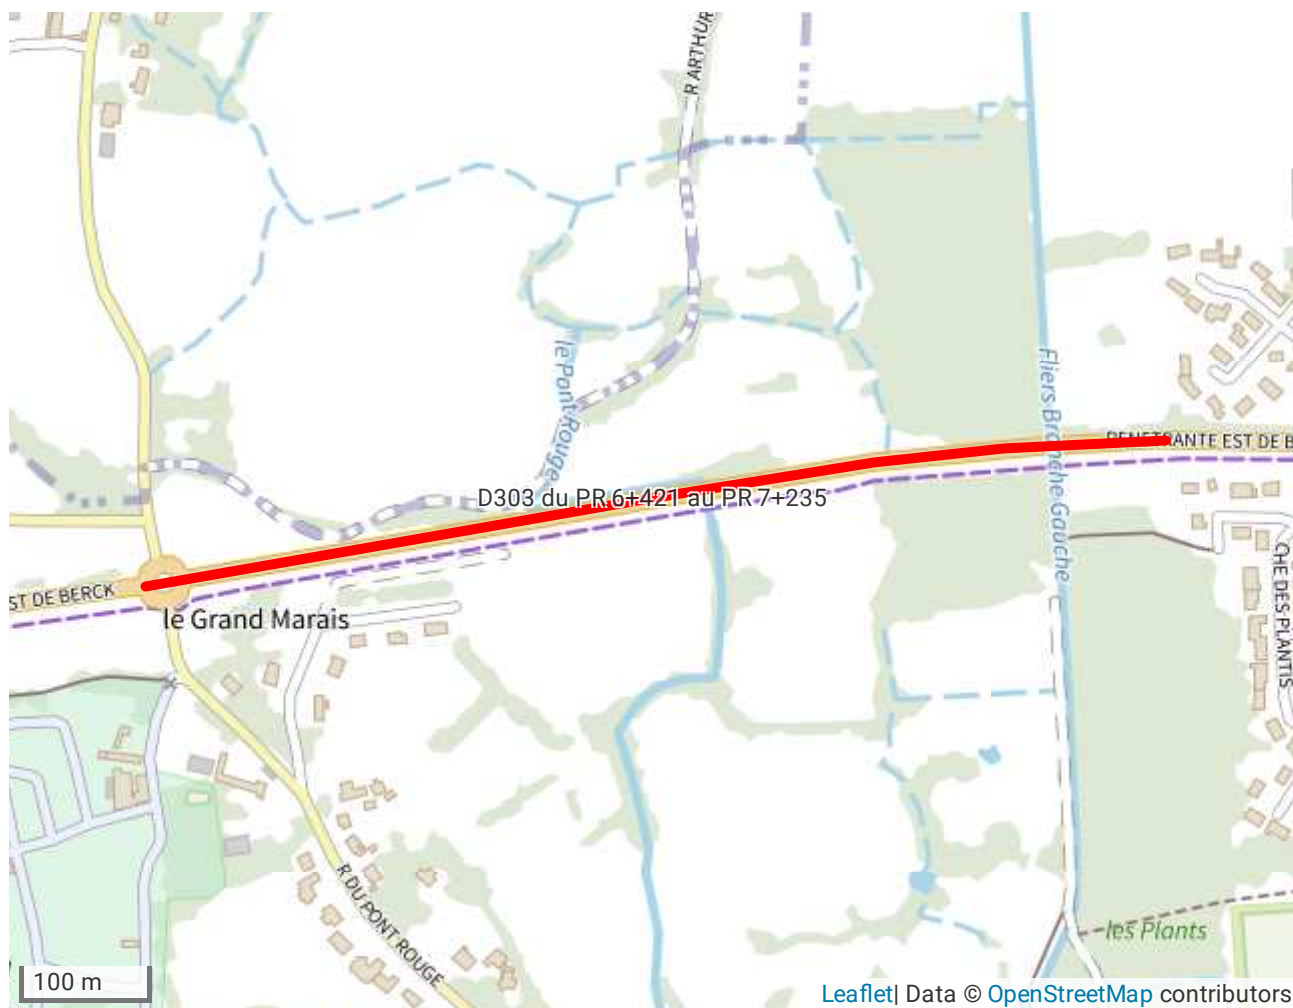 R ARTHUR
le Pont Rouge
Fliers Branche Gauche
PENETRANTE EST DE B
D303 du PR 6+421 au PR 7+235
ST DE BERCK
le Grand Marais
CHE DES PLANTIS
R DU PONT ROUGE
les Plants
100 m
Leaflet| Data © OpenStreetMap contributors